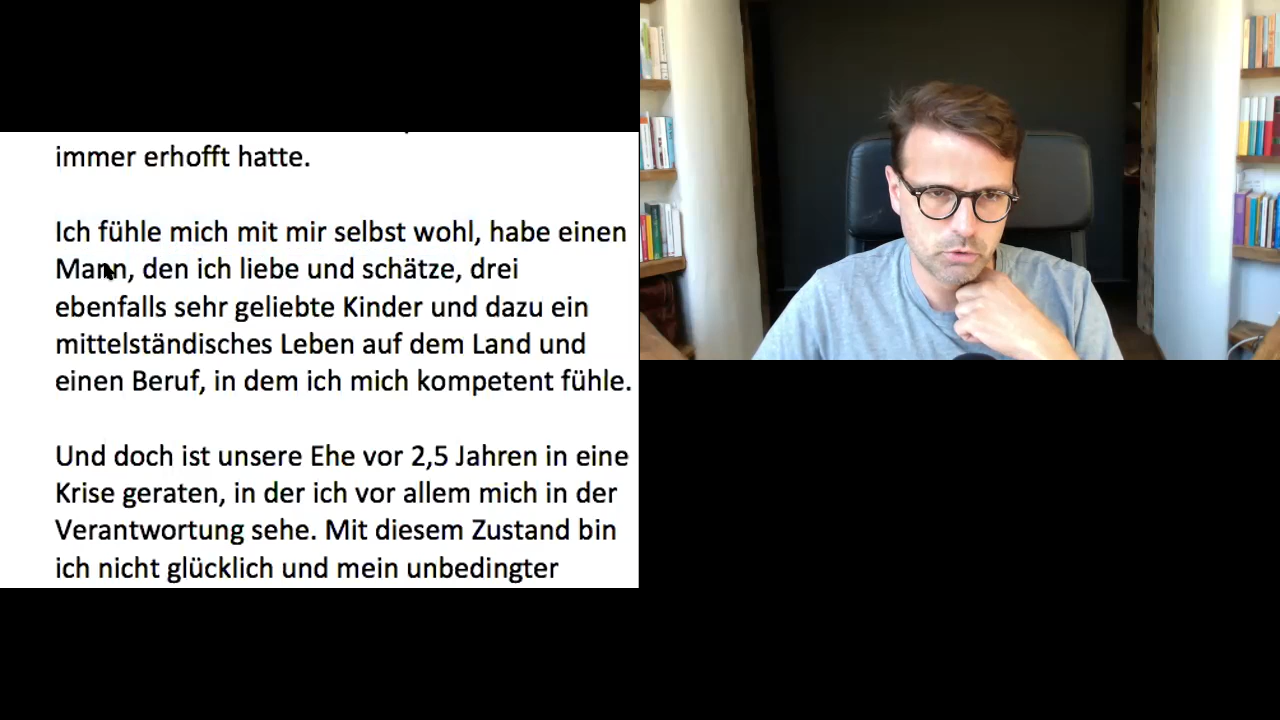 immer erhofft hatte.
Ich fühle mich mit mir selbst wohl, habe einen
Mann, den ich liebe und schätze, drei
ebenfalls sehr geliebte Kinder und dazu ein
mittelständisches Leben auf dem Land und
einen Beruf, in dem ich mich kompetent fühle.
Und doch ist unsere Ehe vor 2,5 Jahren in eine
Krise geraten, in der ich vor allem mich in der
Verantwortung sehe. Mit diesem Zustand bin
ich nicht glücklich und mein unbedingter